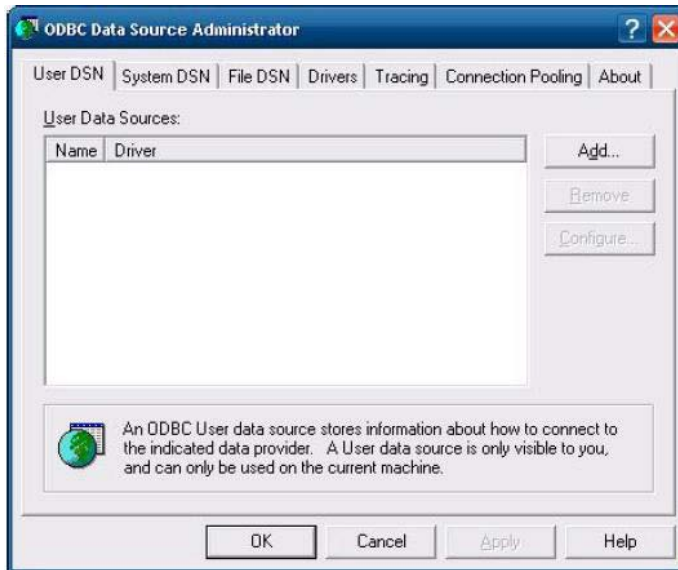 ODBC Data Source Administrator
User DSN System DSN File DSN Drivers Tracing Connection Pooling About
User Data Sources:
Name Driver
Add...
Remove
Configure...
An ODBC User data source stores information about how to connect to
the indicated data provider. A User data source is only visible to you,
and can only be used on the current machine.
OK Cancel Apply Help